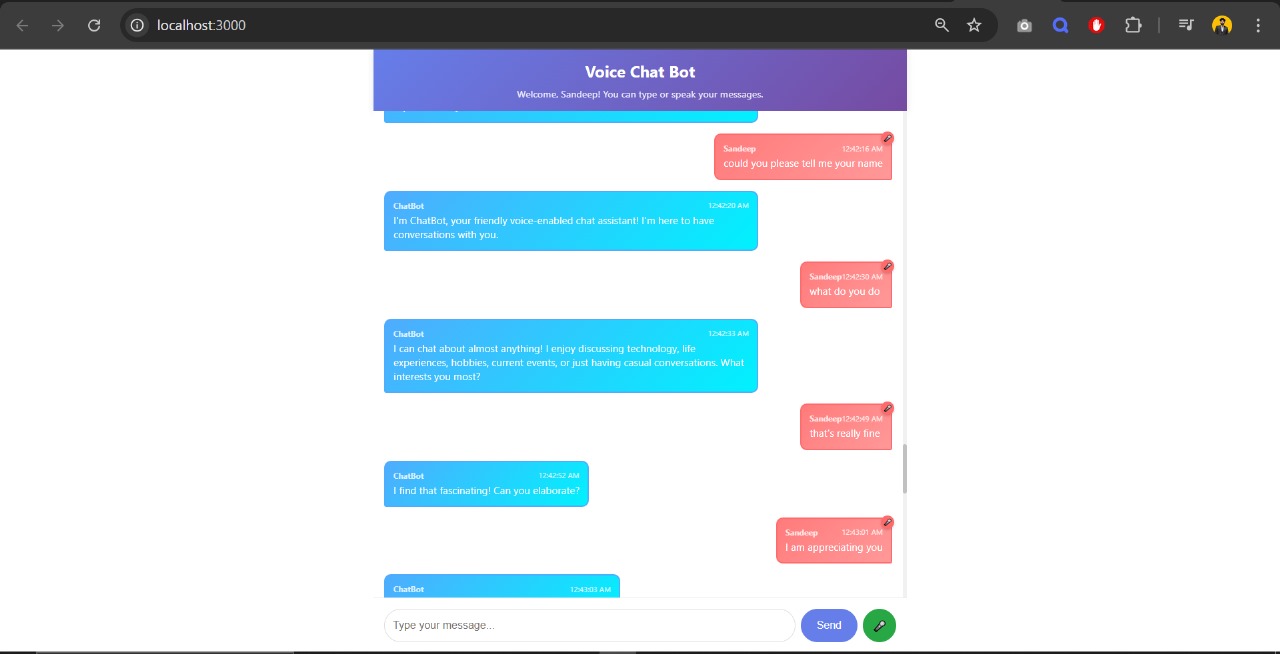 localhost:3000
Voice Chat Bot
Welcome, Sandeep! You can type or speak your messages.
Sandeep 12:42:16 AM
could you please tell me your name
ChatBot 12:42:20 AM
I'm ChatBot, your friendly voice-enabled chat assistant! I'm here to have
conversations with you.
Sandeep12:42:30 AM
what do you do
ChatBot 12:42:33 AM
I can chat about almost anything! I enjoy discussing technology, life
experiences, hobbies, current events, or just having casual conversations. What
interests you most?
Sandeep12:42:49 AM
that's really fine
ChatBot 12:42:52 AM
I find that fascinating! Can you elaborate?
Sandeep 12:43:01 AM
I am appreciating you
ChatBot 12:43:03 AM
Type your message...
Send